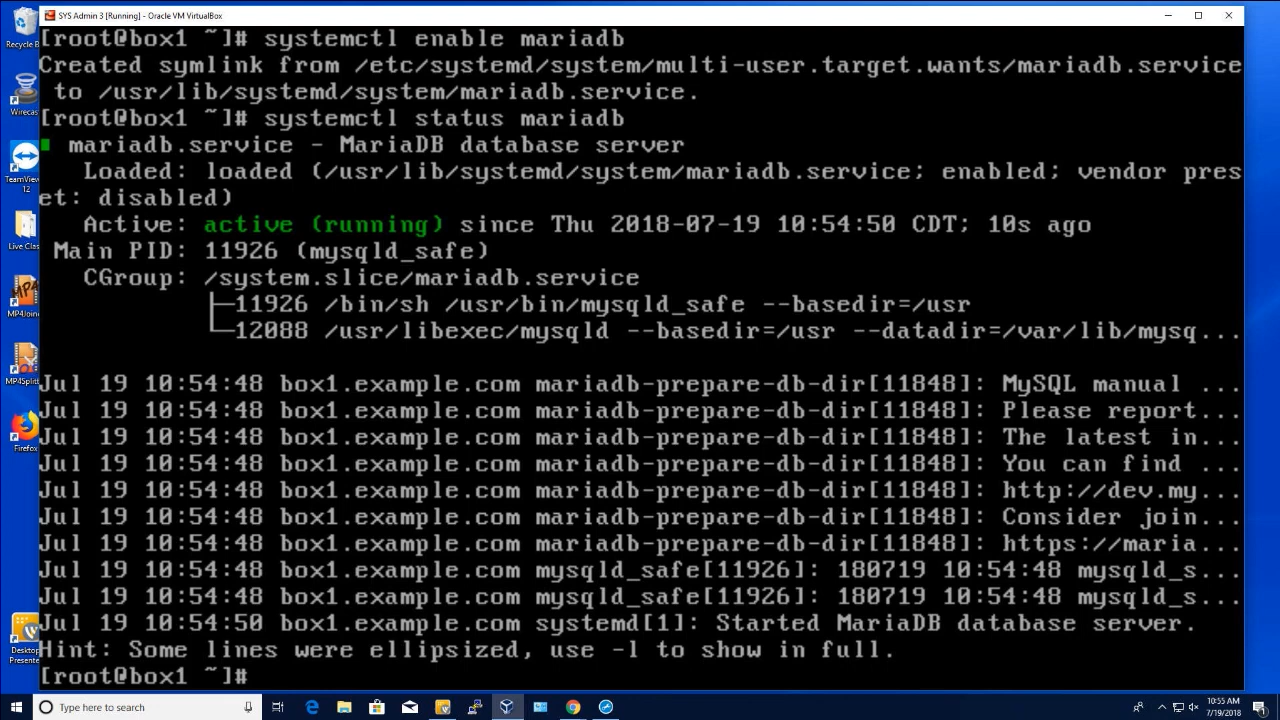 SYS Admin 3 [Running] - Oracle VM VirtualBox
Recycle B
[root@box1 ~]# systemctl enable mariadb
Created symlink from /etc/systemd/system/multi-user.target.wants/mariadb.service
to /usr/lib/systemd/system/mariadb.service.
[root@box1 ~]# systemctl status mariadb
mariadb.service - MariaDB database server
Loaded: loaded (/usr/lib/systemd/system/mariadb.service; enabled; vendor pres
et: disabled)
Active: active (running) since Thu 2018-07-19 10:54:50 CDT; 10s ago
Main PID: 11926 (mysqld_safe)
CGroup: /system.slice/mariadb.service
├─11926 /bin/sh /usr/bin/mysqld_safe --basedir=/usr
└─12088 /usr/libexec/mysqld --basedir=/usr --datadir=/var/lib/mysq...
Jul 19 10:54:48 box1.example.com mariadb-prepare-db-dir[11848]: MySQL manual ...
Jul 19 10:54:48 box1.example.com mariadb-prepare-db-dir[11848]: Please report...
Jul 19 10:54:48 box1.example.com mariadb-prepare-db-dir[11848]: The latest in...
Jul 19 10:54:48 box1.example.com mariadb-prepare-db-dir[11848]: You can find ...
Jul 19 10:54:48 box1.example.com mariadb-prepare-db-dir[11848]: http://dev.my...
Jul 19 10:54:48 box1.example.com mariadb-prepare-db-dir[11848]: Consider join...
Jul 19 10:54:48 box1.example.com mariadb-prepare-db-dir[11848]: https://maria...
Jul 19 10:54:48 box1.example.com mysqld_safe[11926]: 180719 10:54:48 mysqld_s...
Jul 19 10:54:48 box1.example.com mysqld_safe[11926]: 180719 10:54:48 mysqld_s...
Jul 19 10:54:50 box1.example.com systemd[1]: Started MariaDB database server.
Hint: Some lines were ellipsized, use -l to show in full.
[root@box1 ~]#
Wirecas
TeamView
12
Live Clas
MP4
MP4Joine
MP4Splitt
Firefox
Desktop
Presente
Type here to search
10:55 AM
7/19/2018
1